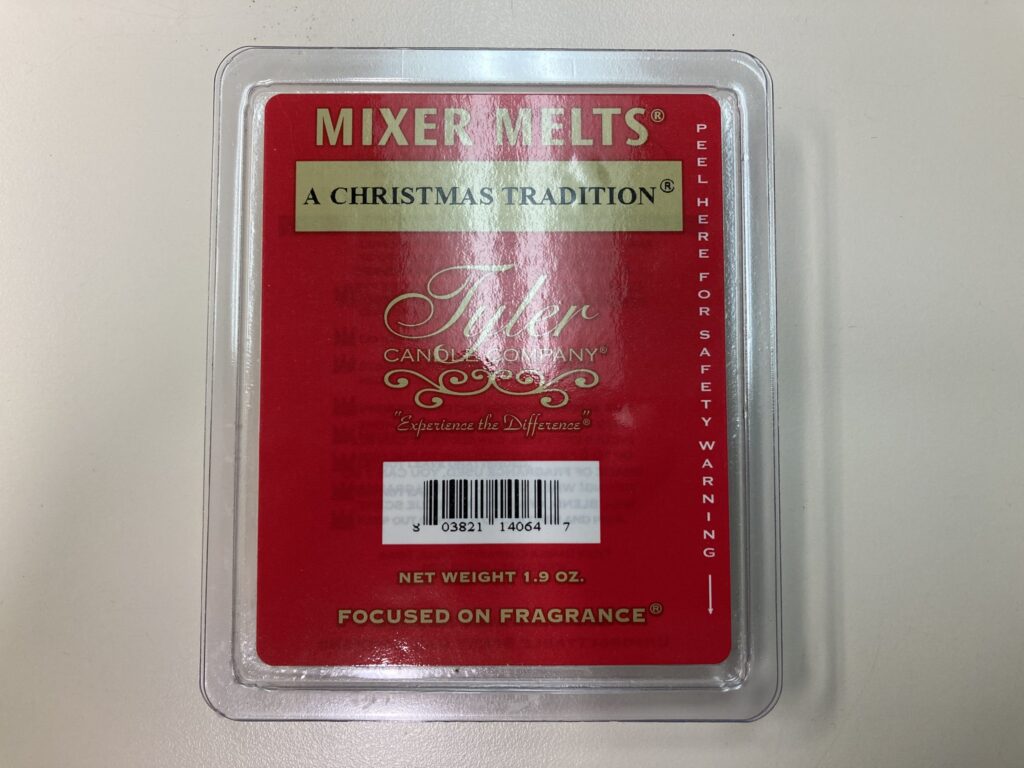 MIXER MELTS®
A CHRISTMAS TRADITION®
Tyler
CANDLE COMPANY®
"Experience the Difference"®
8 03821 14064 7
NET WEIGHT 1.9 OZ.
FOCUSED ON FRAGRANCE®
PEEL HERE FOR SAFETY WARNING